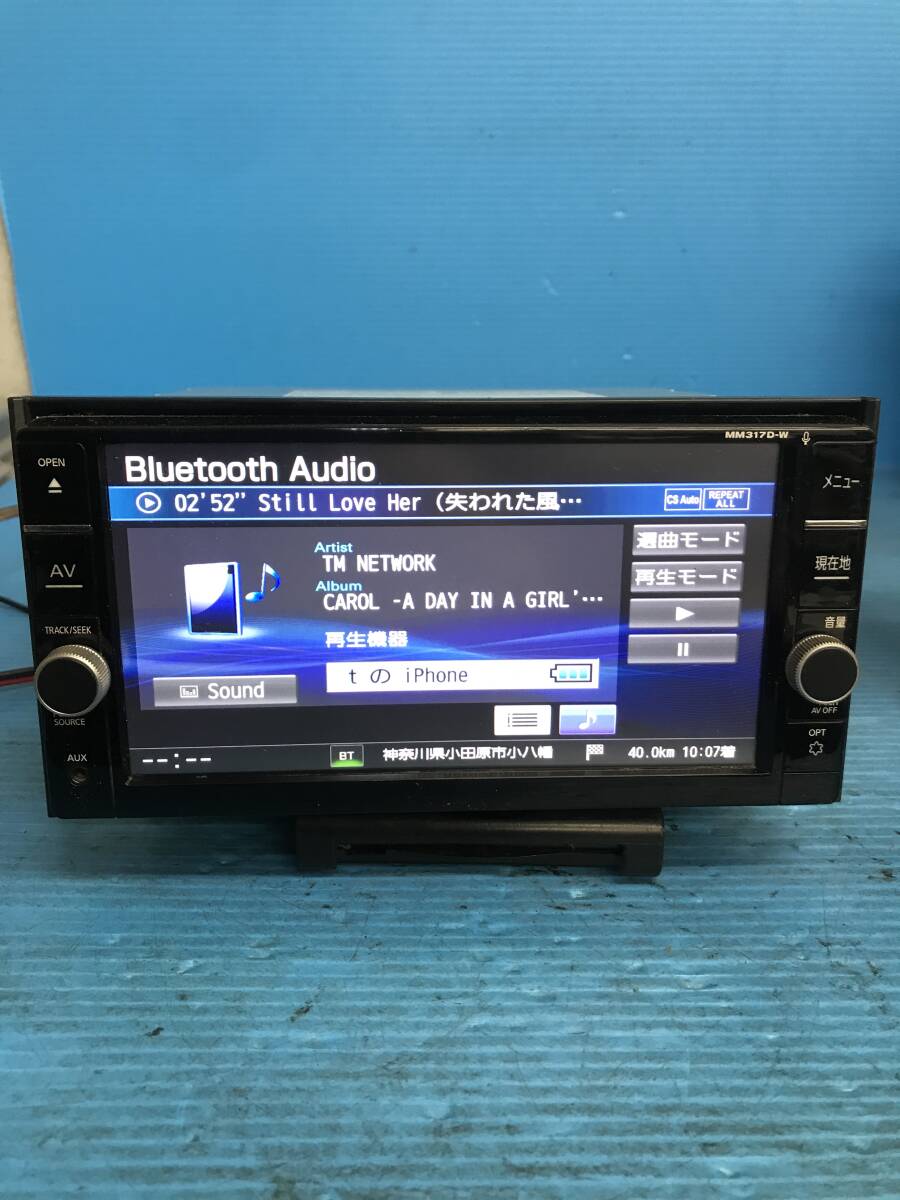 MM317D-W
OPEN
AV
TRACK/SEEK
SOURCE
AUX
Bluetooth Audio
02'52" Still Love Her (失われた風…
CS Auto
REPEAT ALL
Artist
TM NETWORK
Album
CAROL -A DAY IN A GIRL'…
再生機器
t の iPhone
Sound
選曲モード
再生モード
--:--
BT
神奈川県小田原市小八幡
40.0km 10:07着
メニュー
現在地
音量
AV OFF
OPT